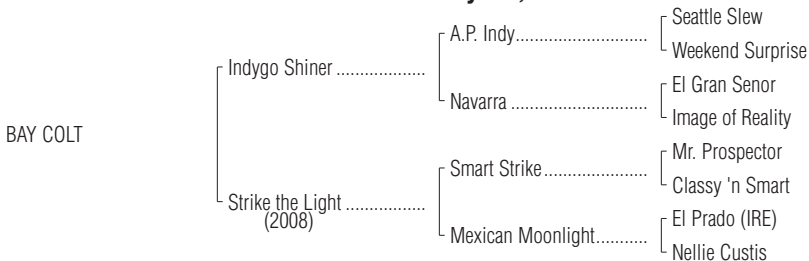 Seattle Slew
A.P. Indy....................................
Weekend Surprise
Indygo Shiner ...................
El Gran Senor
Navarra .....................................
Image of Reality
BAY COLT
Mr. Prospector
Smart Strike............................
Classy 'n Smart
Strike the Light .................
(2008)
El Prado (IRE)
Mexican Moonlight...........
Nellie Custis